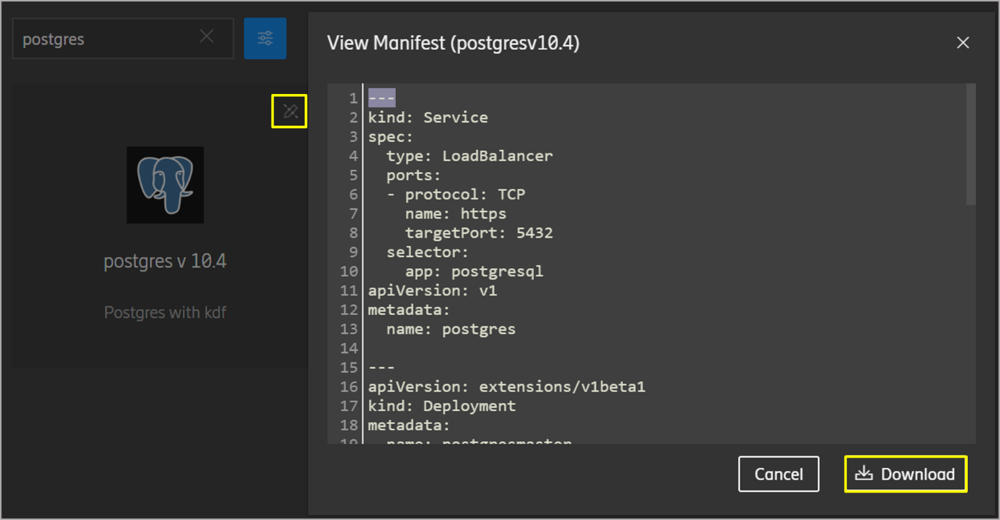 postgres
postgres v 10.4
Postgres with kdf
View Manifest (postgresv10.4)
1 ---
2 kind: Service
3 spec:
4   type: LoadBalancer
5   ports:
6   - protocol: TCP
7     name: https
8     targetPort: 5432
9   selector:
10     app: postgresql
11 apiVersion: v1
12 metadata:
13   name: postgres
14
15 ---
16 apiVersion: extensions/v1beta1
17 kind: Deployment
18 metadata:
19   name: postgresmaster
Cancel
Download